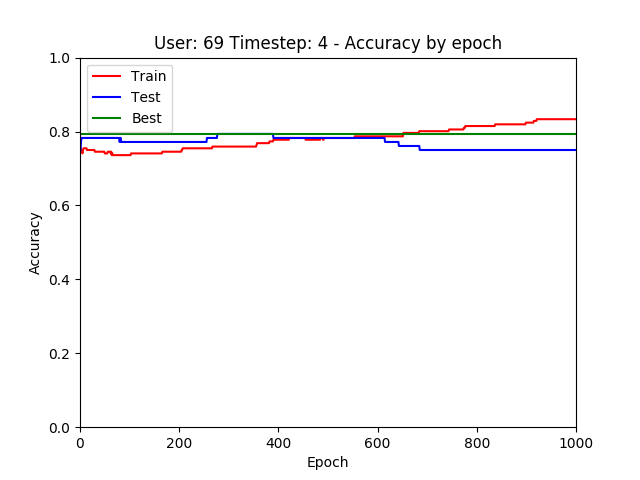 User: 69 Timestep: 4 - Accuracy by epoch
Train
Test
Best
1.0
0.8
0.6
0.4
0.2
0.0
Accuracy
0 200 400 600 800 1000
Epoch